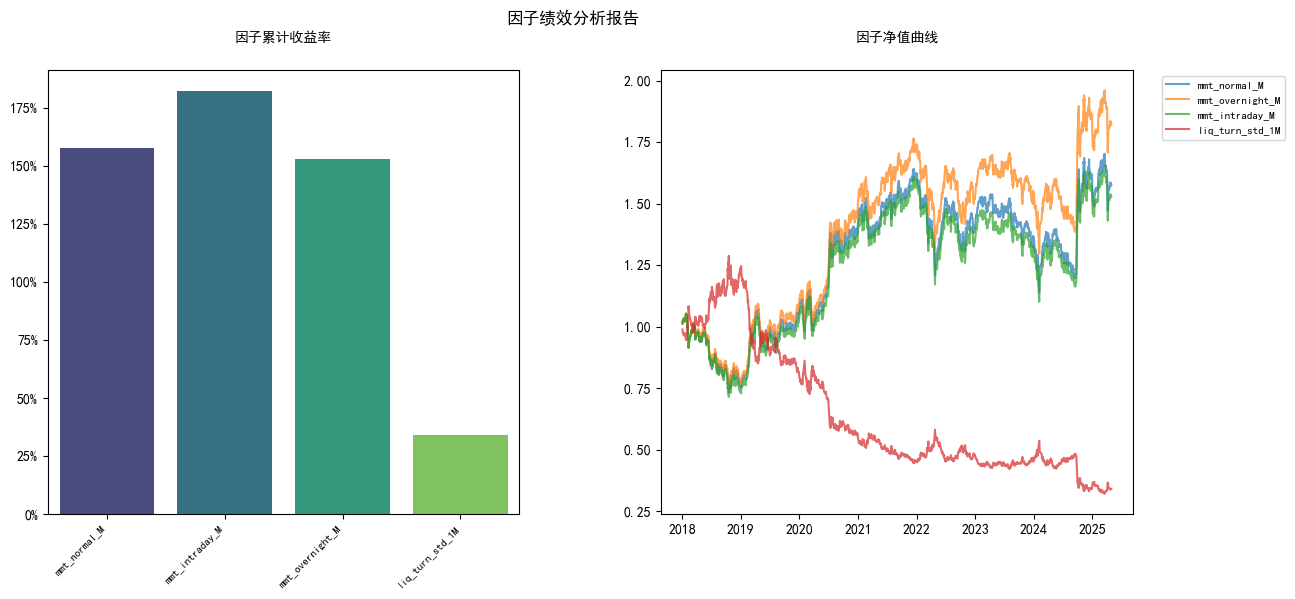 因子绩效分析报告
因子累计收益率
175%
150%
125%
100%
75%
50%
25%
0%
mmt_normal_M
mmt_intraday_M
mmt_overnight_M
liq_turn_std_1M
因子净值曲线
2.00
1.75
1.50
1.25
1.00
0.75
0.50
0.25
2018
2019
2020
2021
2022
2023
2024
2025
mmt_normal_M
mmt_overnight_M
mmt_intraday_M
liq_turn_std_1M